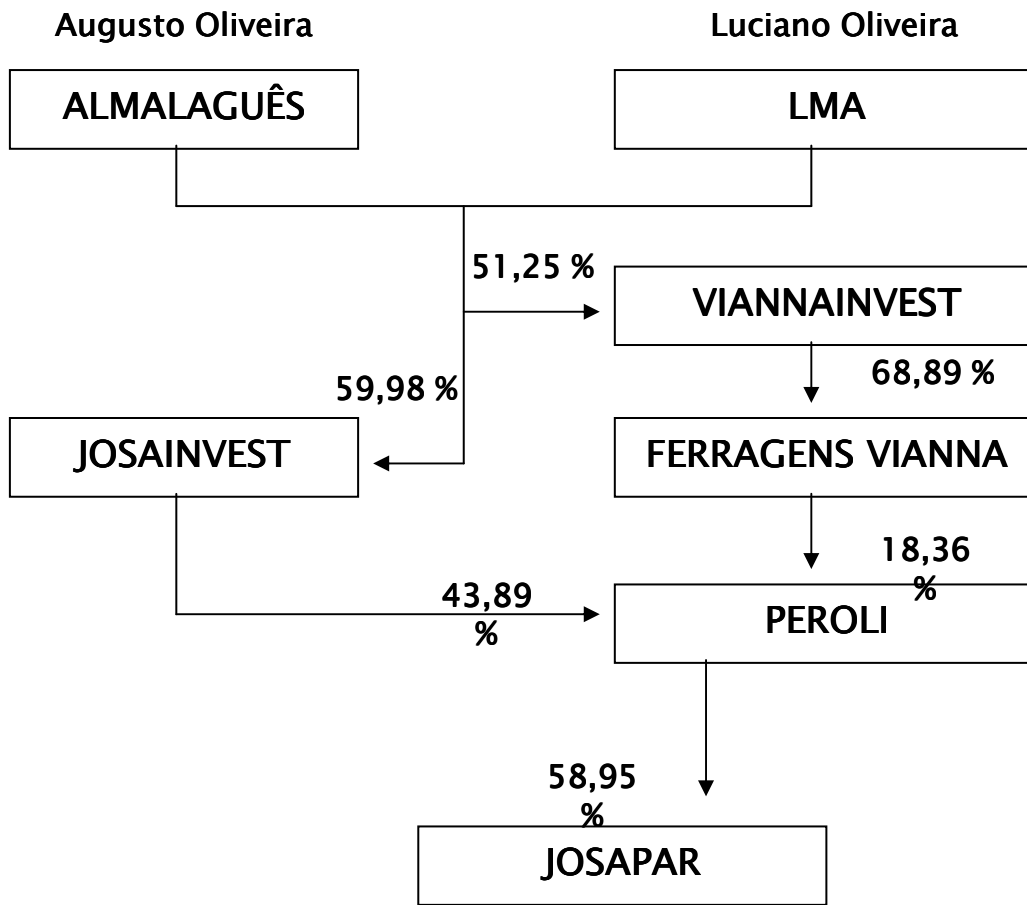 Augusto Oliveira
Luciano Oliveira
ALMALAGUÊS
LMA
51,25 %
VIANNAINVEST
59,98 %
68,89 %
JOSAINVEST
FERRAGENS VIANNA
18,36
%
43,89
%
PEROLI
58,95
%
JOSAPAR